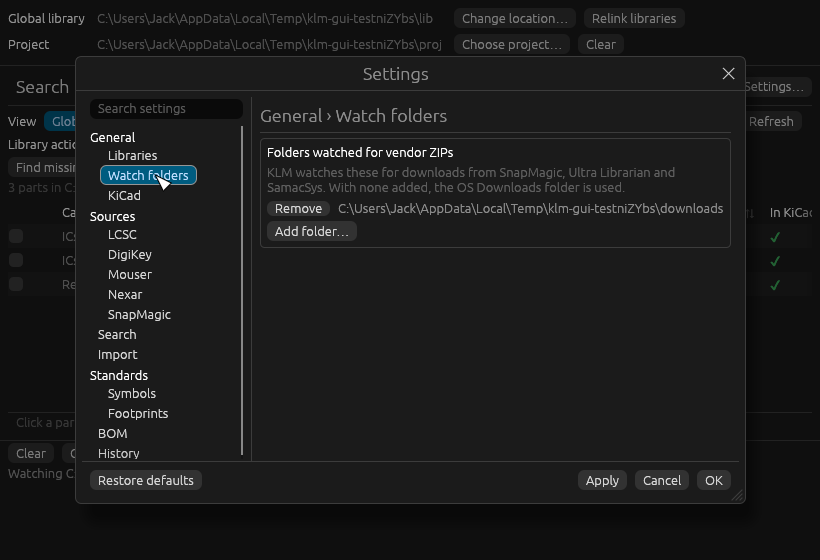 Global library C:\Users\Jack\AppData\Local\Temp\klm-gui-testniZYbs\lib Change location… Relink libraries
Project C:\Users\Jack\AppData\Local\Temp\klm-gui-testniZYbs\proj Choose project… Clear
Settings
Search Settings…
Search settings
General › Watch folders
View Refresh
General
Library
Folders watched for vendor ZIPs
Libraries
Find
KLM watches these for downloads from SnapMagic, Ultra Librarian and
Watch folders
3 parts in
SamacSys. With none added, the OS Downloads folder is used.
KiCad
Remove C:\Users\Jack\AppData\Local\Temp\klm-gui-testniZYbs\downloads
Sources
In
Add folder…
LCSC
ICs
DigiKey
ICs
Mouser
Nexar
SnapMagic
Search
Import
Standards
Symbols
Footprints
Click a
BOM
History
Clear
Watching
Restore defaults Apply Cancel OK